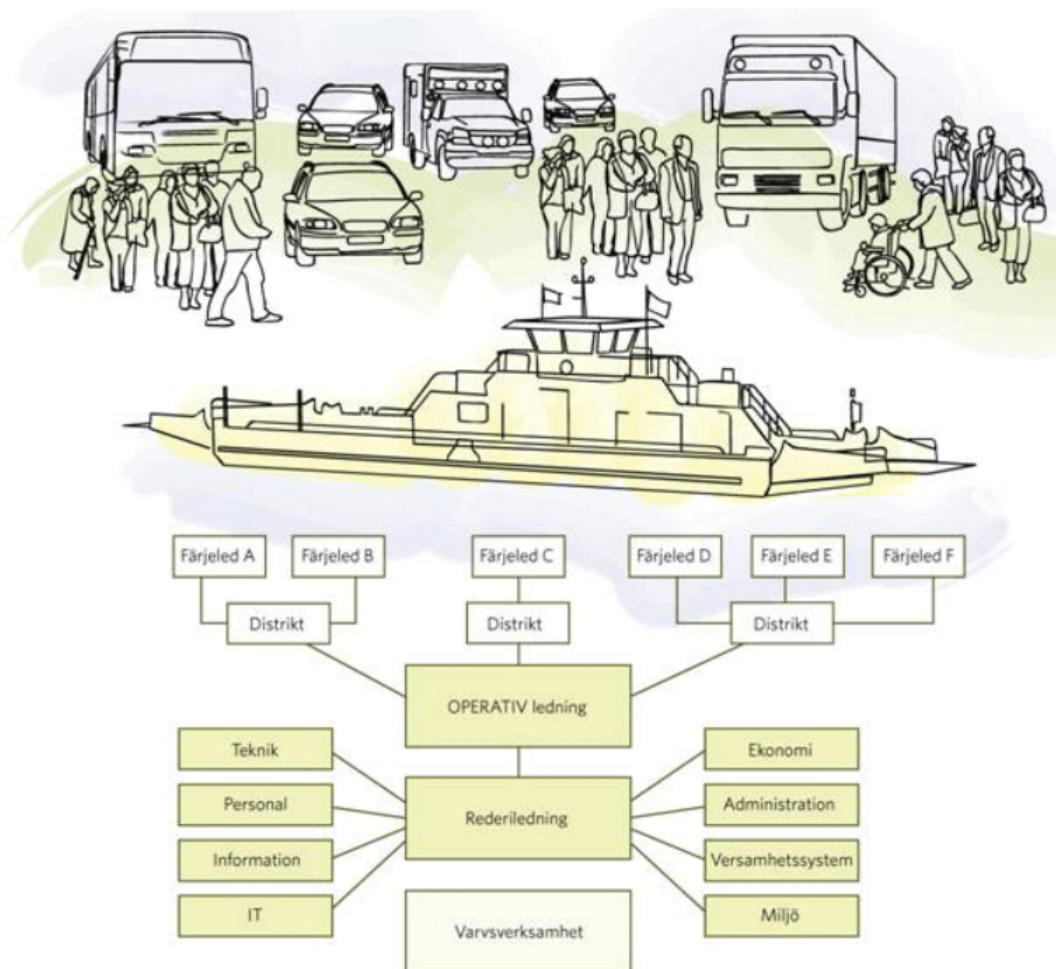 Färjeled A
Färjeled B
Färjeled C
Färjeled D
Färjeled E
Färjeled F
Distrikt
Distrikt
Distrikt
OPERATIV ledning
Teknik
Ekonomi
Personal
Rederiledning
Administration
Information
Versamhetssystem
IT
Varvsverksamhet
Miljö